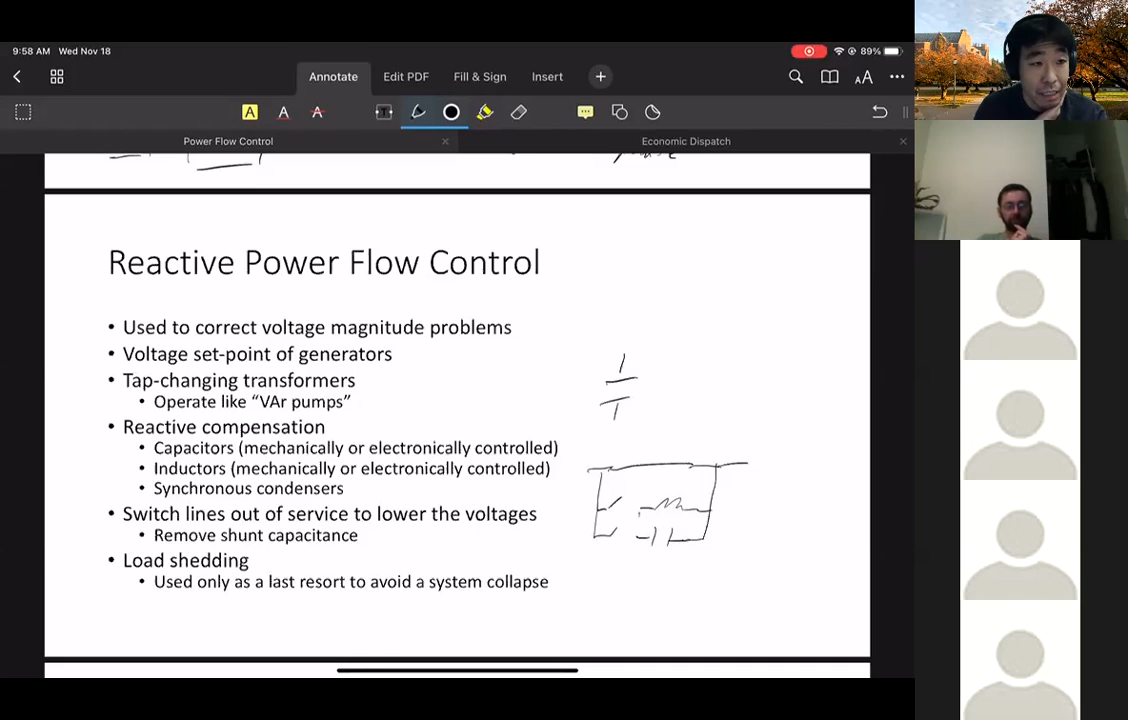 9:58 AM Wed Nov 18
89%
Annotate Edit PDF Fill & Sign Insert
AA
A A A T
Power Flow Control Economic Dispatch
Reactive Power Flow Control
• Used to correct voltage magnitude problems
• Voltage set-point of generators
• Tap-changing transformers
• Operate like “VAr pumps”
• Reactive compensation
• Capacitors (mechanically or electronically controlled)
• Inductors (mechanically or electronically controlled)
• Synchronous condensers
• Switch lines out of service to lower the voltages
• Remove shunt capacitance
• Load shedding
• Used only as a last resort to avoid a system collapse